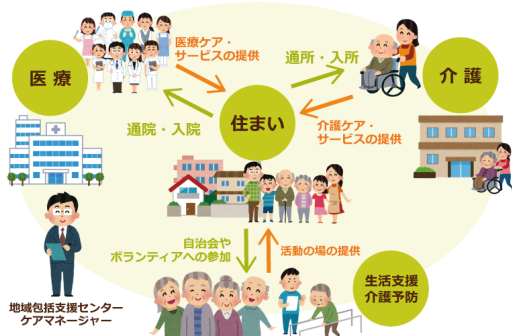 医療
医療ケア・
サービスの提供
通院・入院
住まい
通所・入所
介護ケア・
サービスの提供
介護
自治会や
ボランティアへの参加
活動の場の提供
生活支援
介護予防
地域包括支援センター
ケアマネージャー